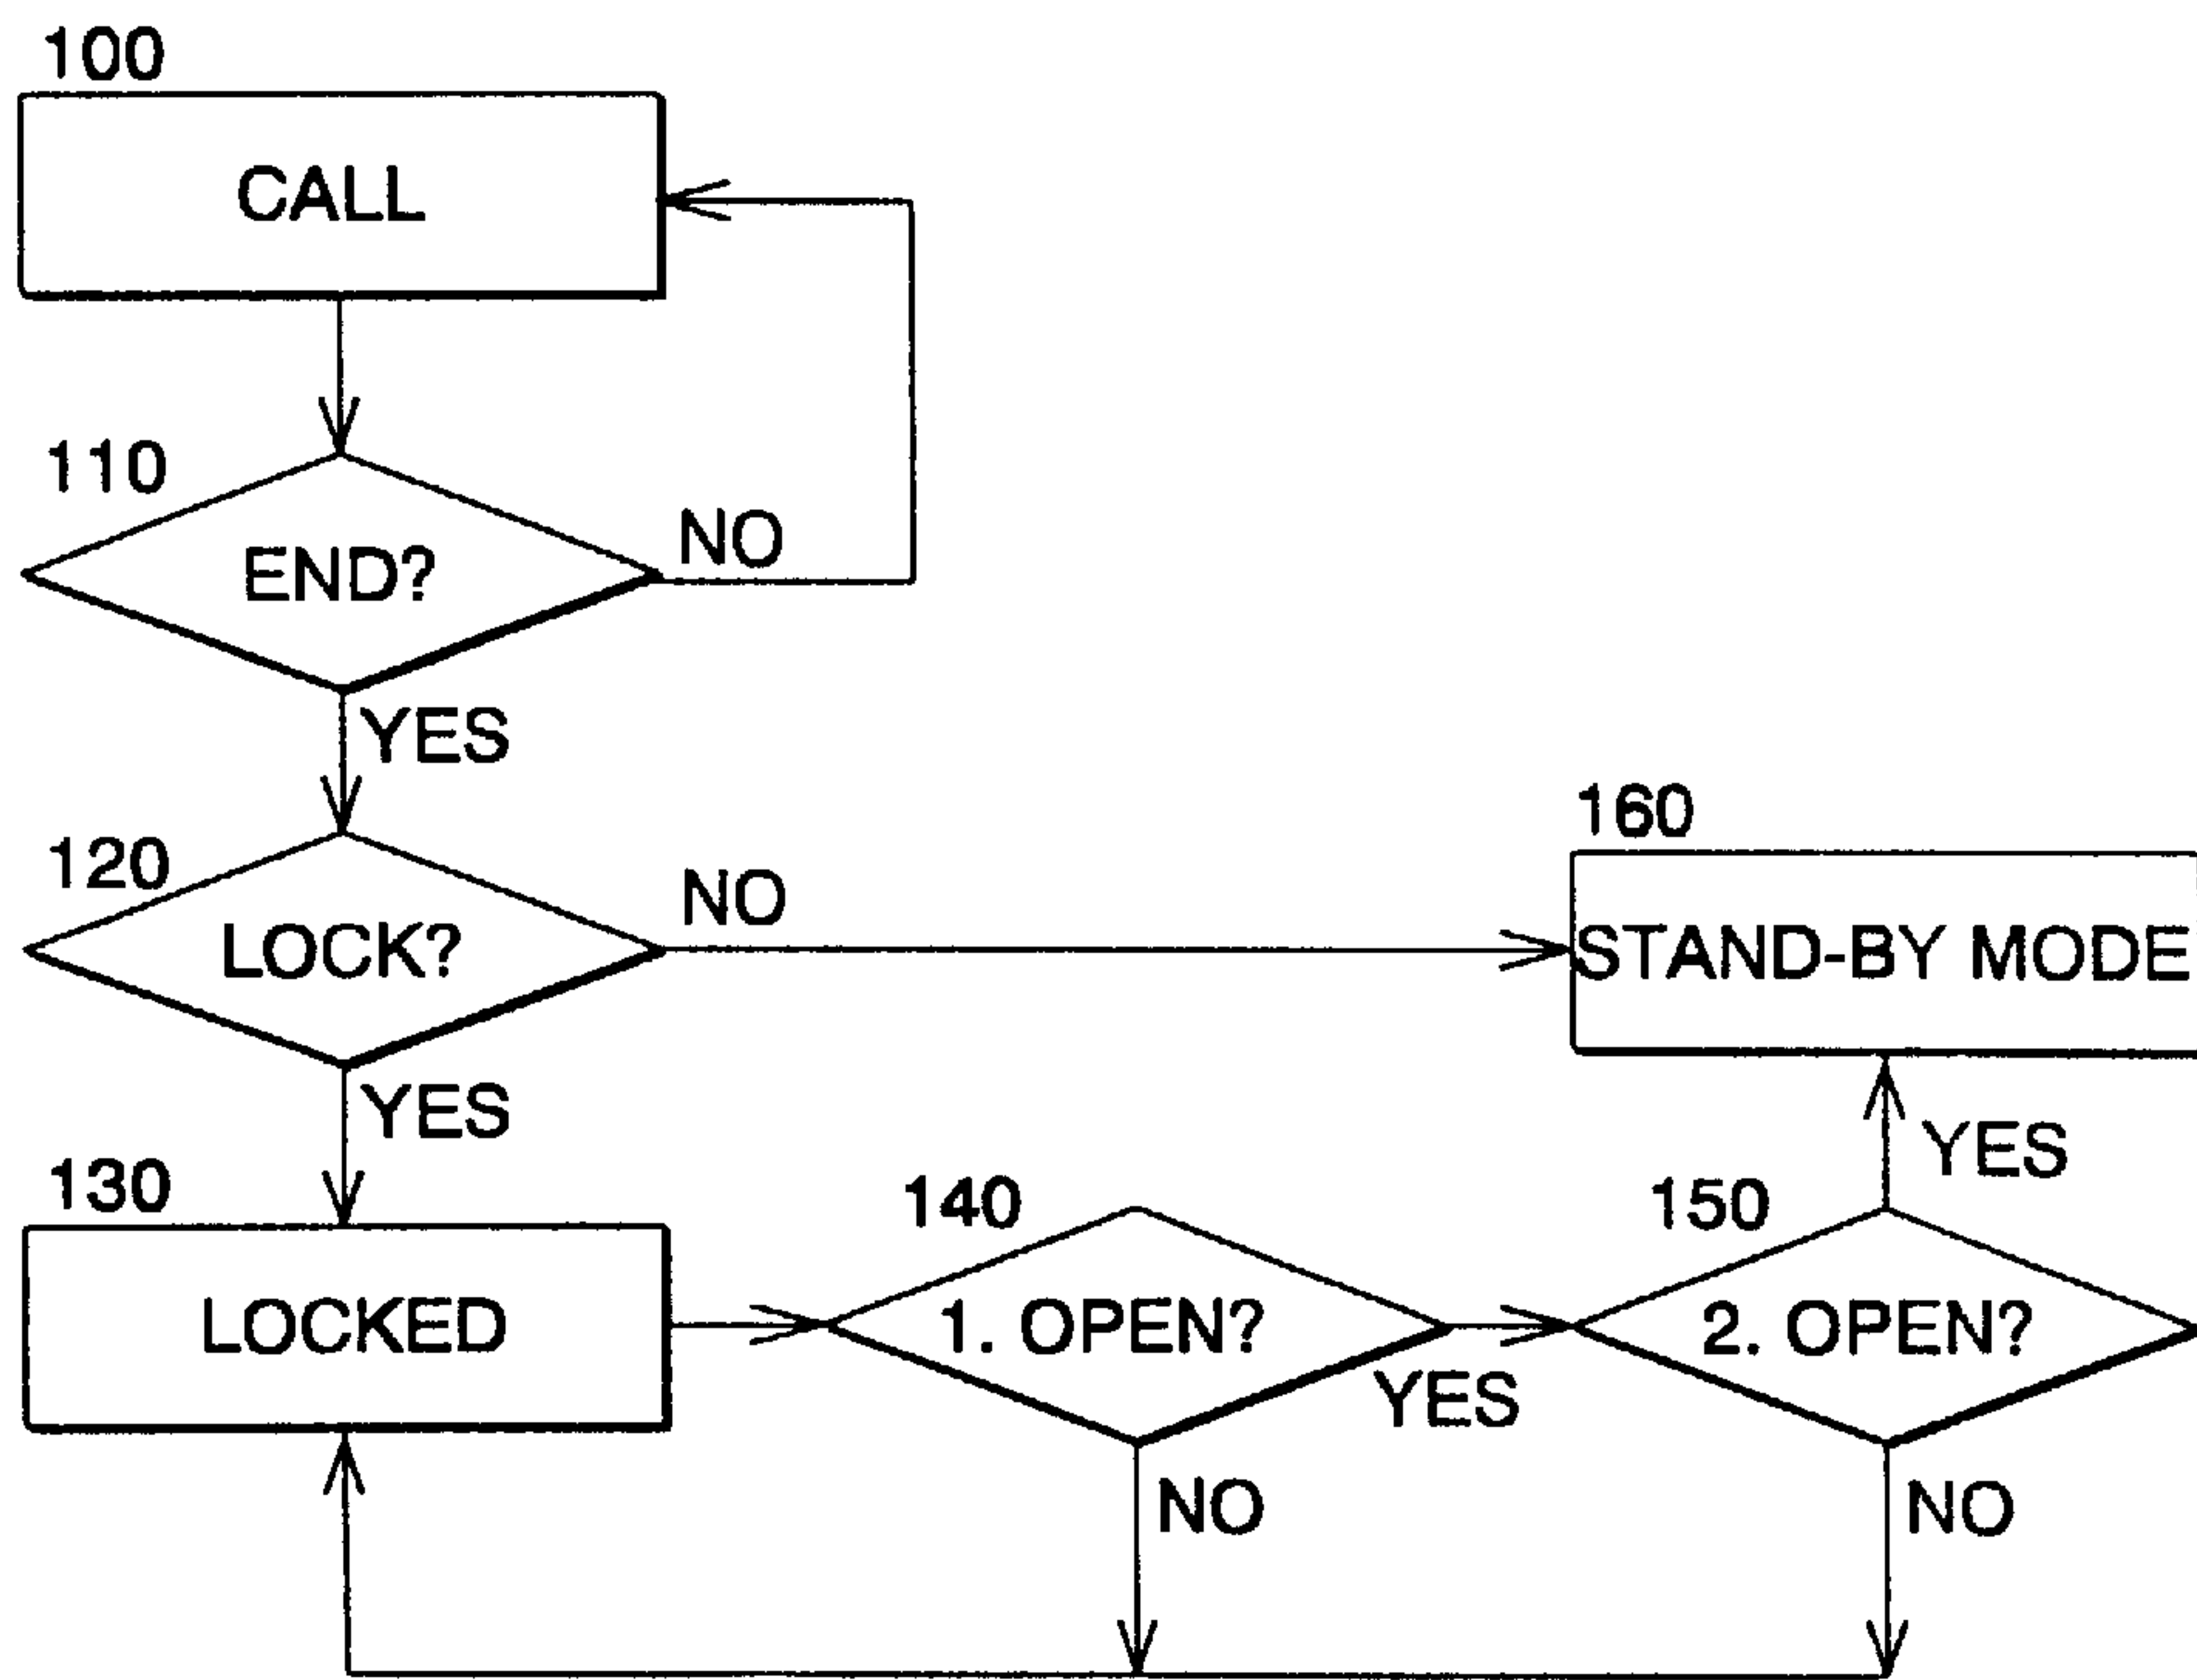 100
CALL
110
END?
NO
YES
120
LOCK?
NO
160
STAND-BY MODE
YES
130
LOCKED
140
1. OPEN?
YES
150
2. OPEN?
YES
NO
NO